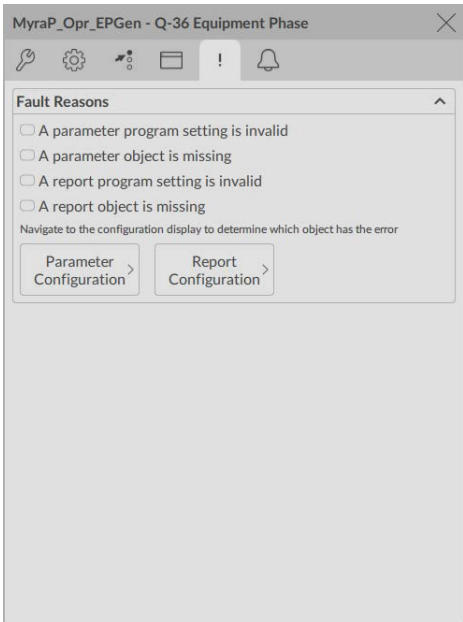 MyraP_Opr_EPGen - Q-36 Equipment Phase
!
Fault Reasons
A parameter program setting is invalid
A parameter object is missing
A report program setting is invalid
A report object is missing
Navigate to the configuration display to determine which object has the error
Parameter
Configuration
Report
Configuration